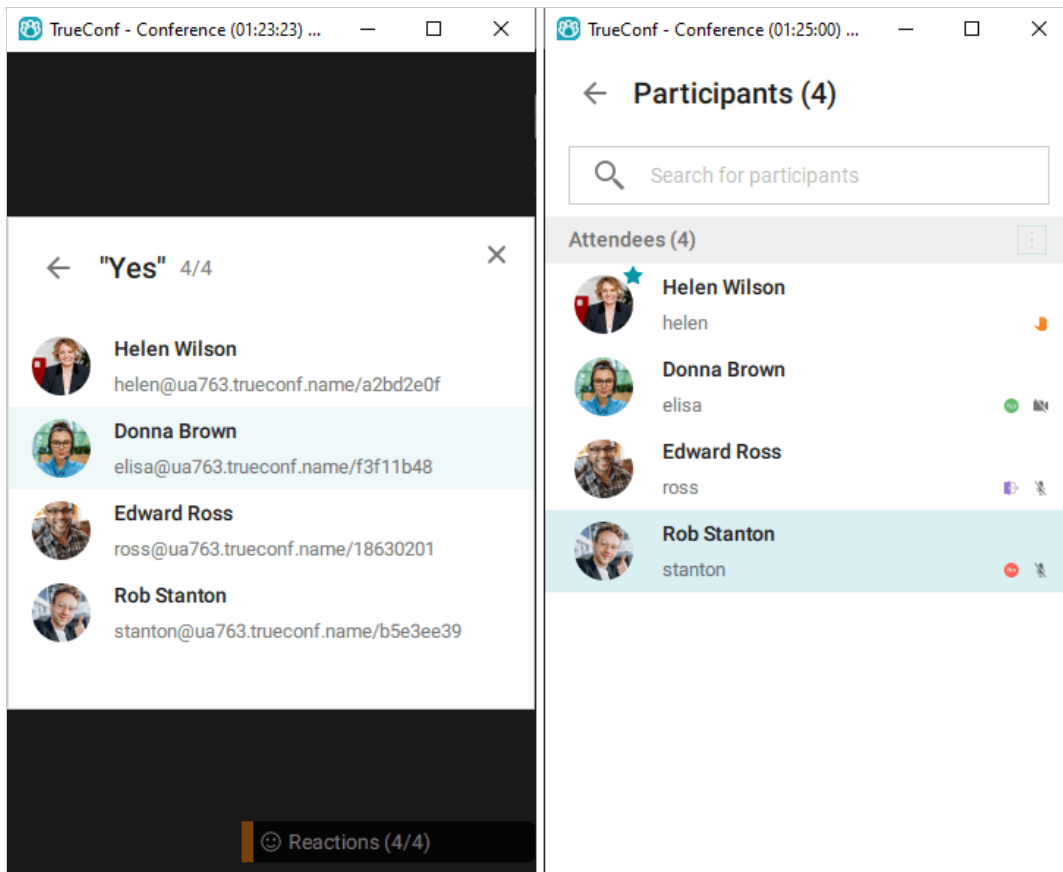 TrueConf - Conference (01:23:23) ...
"Yes" 4/4
Helen Wilson
helen@ua763.trueconf.name/a2bd2e0f
Donna Brown
elisa@ua763.trueconf.name/f3f11b48
Edward Ross
ross@ua763.trueconf.name/18630201
Rob Stanton
stanton@ua763.trueconf.name/b5e3ee39
Reactions (4/4)
TrueConf - Conference (01:25:00) ...
Participants (4)
Search for participants
Attendees (4)
Helen Wilson
helen
Donna Brown
elisa
Edward Ross
ross
Rob Stanton
stanton